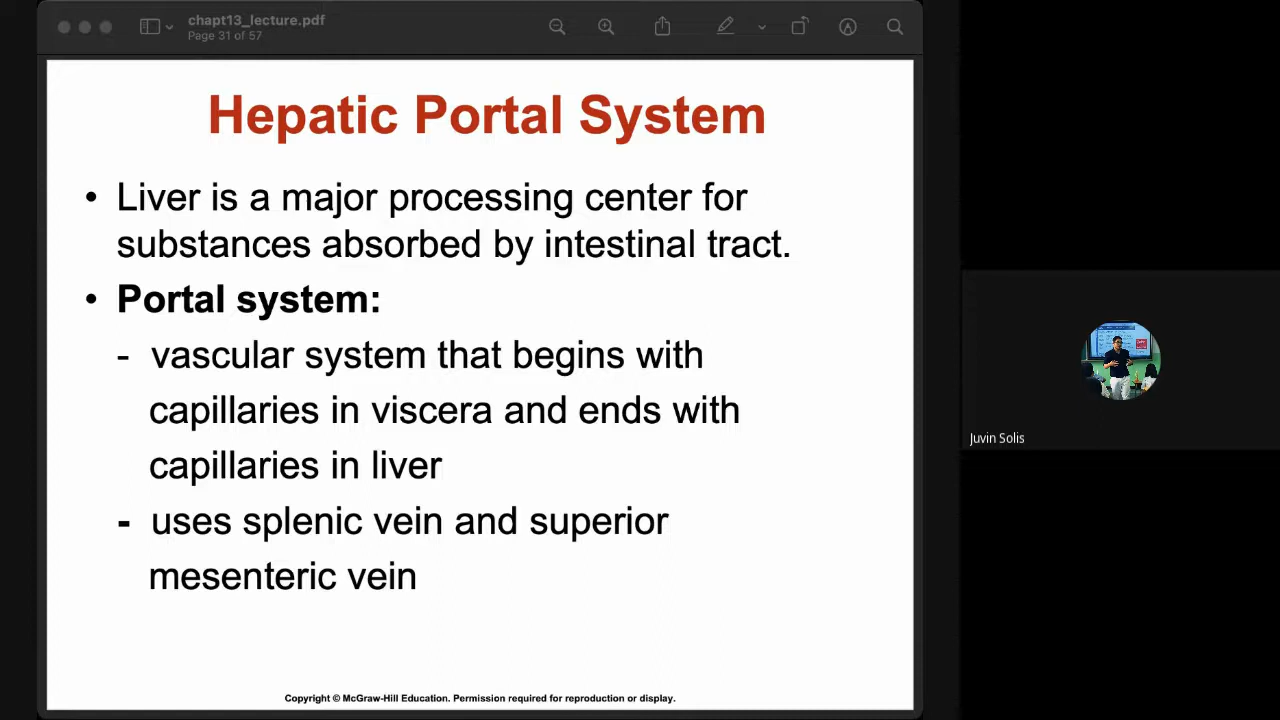 chapt13_lecture.pdf
Page 31 of 57
Hepatic Portal System
• Liver is a major processing center for
substances absorbed by intestinal tract.
• Portal system:
- vascular system that begins with
capillaries in viscera and ends with
capillaries in liver
- uses splenic vein and superior
mesenteric vein
Copyright © McGraw-Hill Education. Permission required for reproduction or display.
Juvin Solis